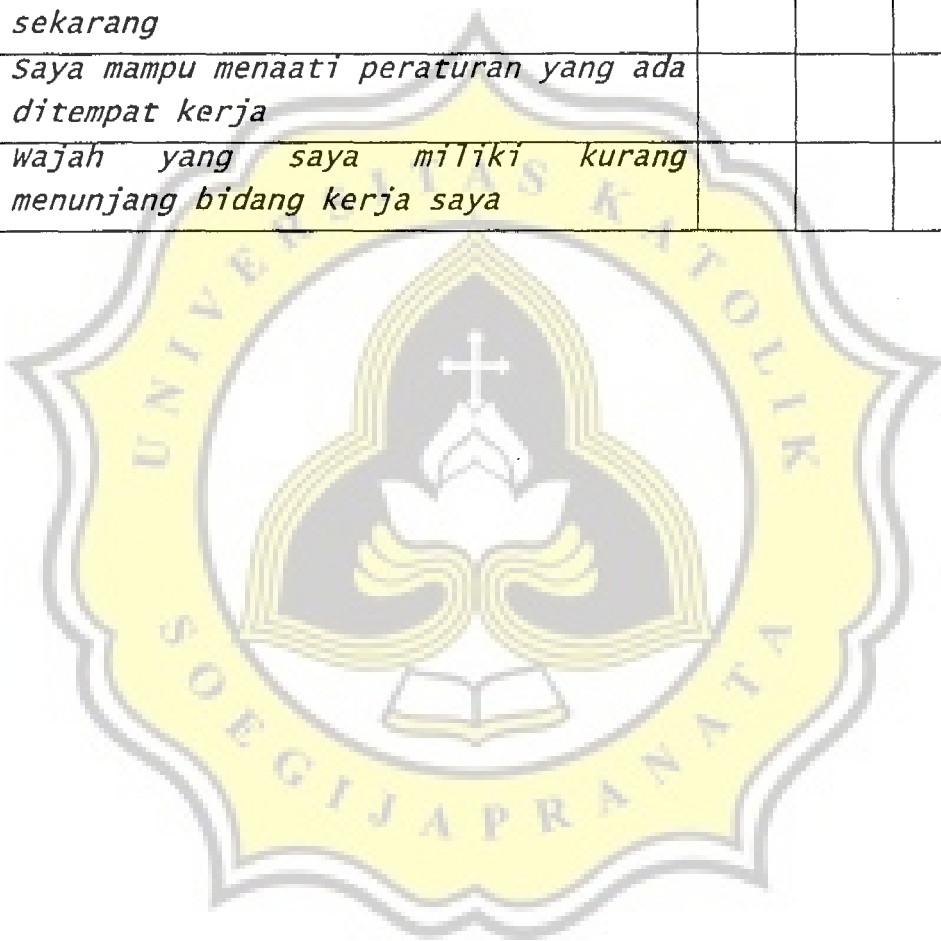 sekarang
Saya mampu menaati peraturan yang ada
ditempat kerja
Wajah yang saya miliki kurang
menunjang bidang kerja saya
UNIVERSITAS KATOLIK
SOEGIJAPRANATA